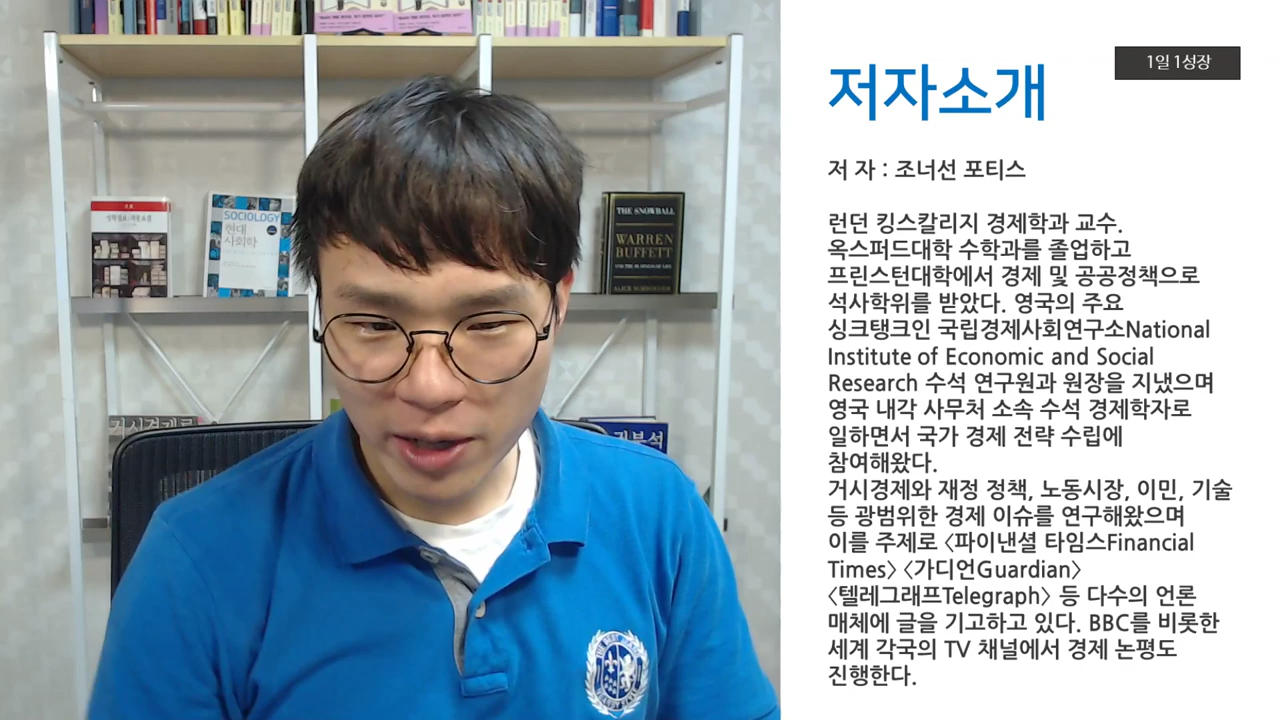 1일 1성장
저자소개
저 자 : 조너선 포티스
런던 킹스칼리지 경제학과 교수.
옥스퍼드대학 수학과를 졸업하고
프린스턴대학에서 경제 및 공공정책으로
석사학위를 받았다. 영국의 주요
싱크탱크인 국립경제사회연구소National
Institute of Economic and Social
Research 수석 연구원과 원장을 지냈으며
영국 내각 사무처 소속 수석 경제학자로
일하면서 국가 경제 전략 수립에
참여해왔다.
거시경제와 재정 정책, 노동시장, 이민, 기술
등 광범위한 경제 이슈를 연구해왔으며
이를 주제로 〈파이낸셜 타임스Financial
Times〉 〈가디언Guardian〉
〈텔레그래프Telegraph〉 등 다수의 언론
매체에 글을 기고하고 있다. BBC를 비롯한
세계 각국의 TV 채널에서 경제 논평도
진행한다.
SOCIOLOGY
현대
사회학
THE SNOWBALL
WARREN
BUFFETT
ALICE SCHROEDER
거시경제론